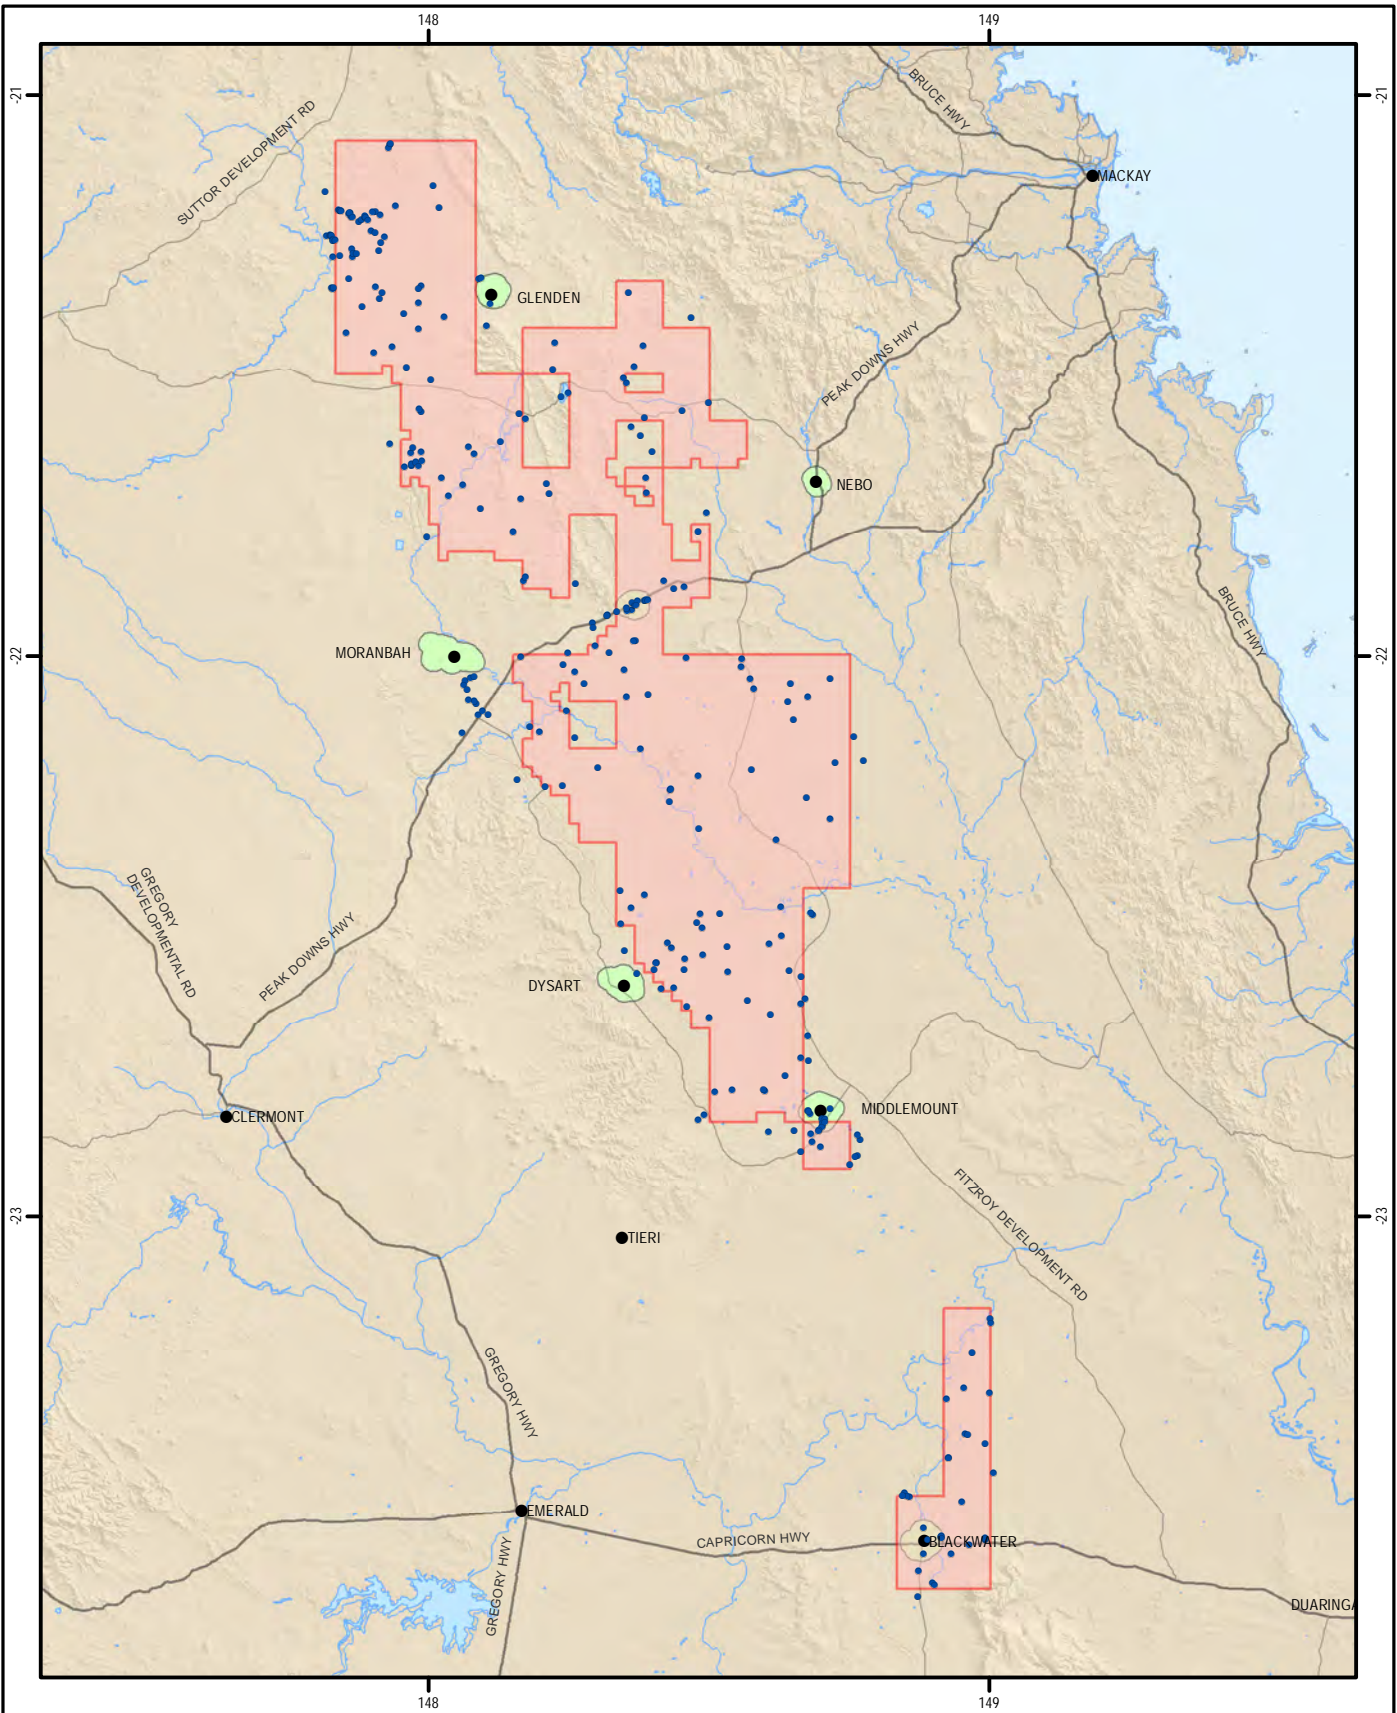 148
149
-21
-21
BRUCE HWY
SUTTOR DEVELOPMENT RD
MACKAY
GLENDEN
PEAK DOWNS HWY
NEBO
BRUCE HWY
MORANBAH
-22
-22
GREGORY
DEVELOPMENTAL RD
PEAK DOWNS HWY
DYSART
CLERMONT
MIDDLEMOUNT
FITZROY DEVELOPMENT RD
-23
-23
TIERI
GREGORY HWY
EMERALD
CAPRICORN HWY
BLACKWATER
GREGORY HWY
DUARINGA
148
149